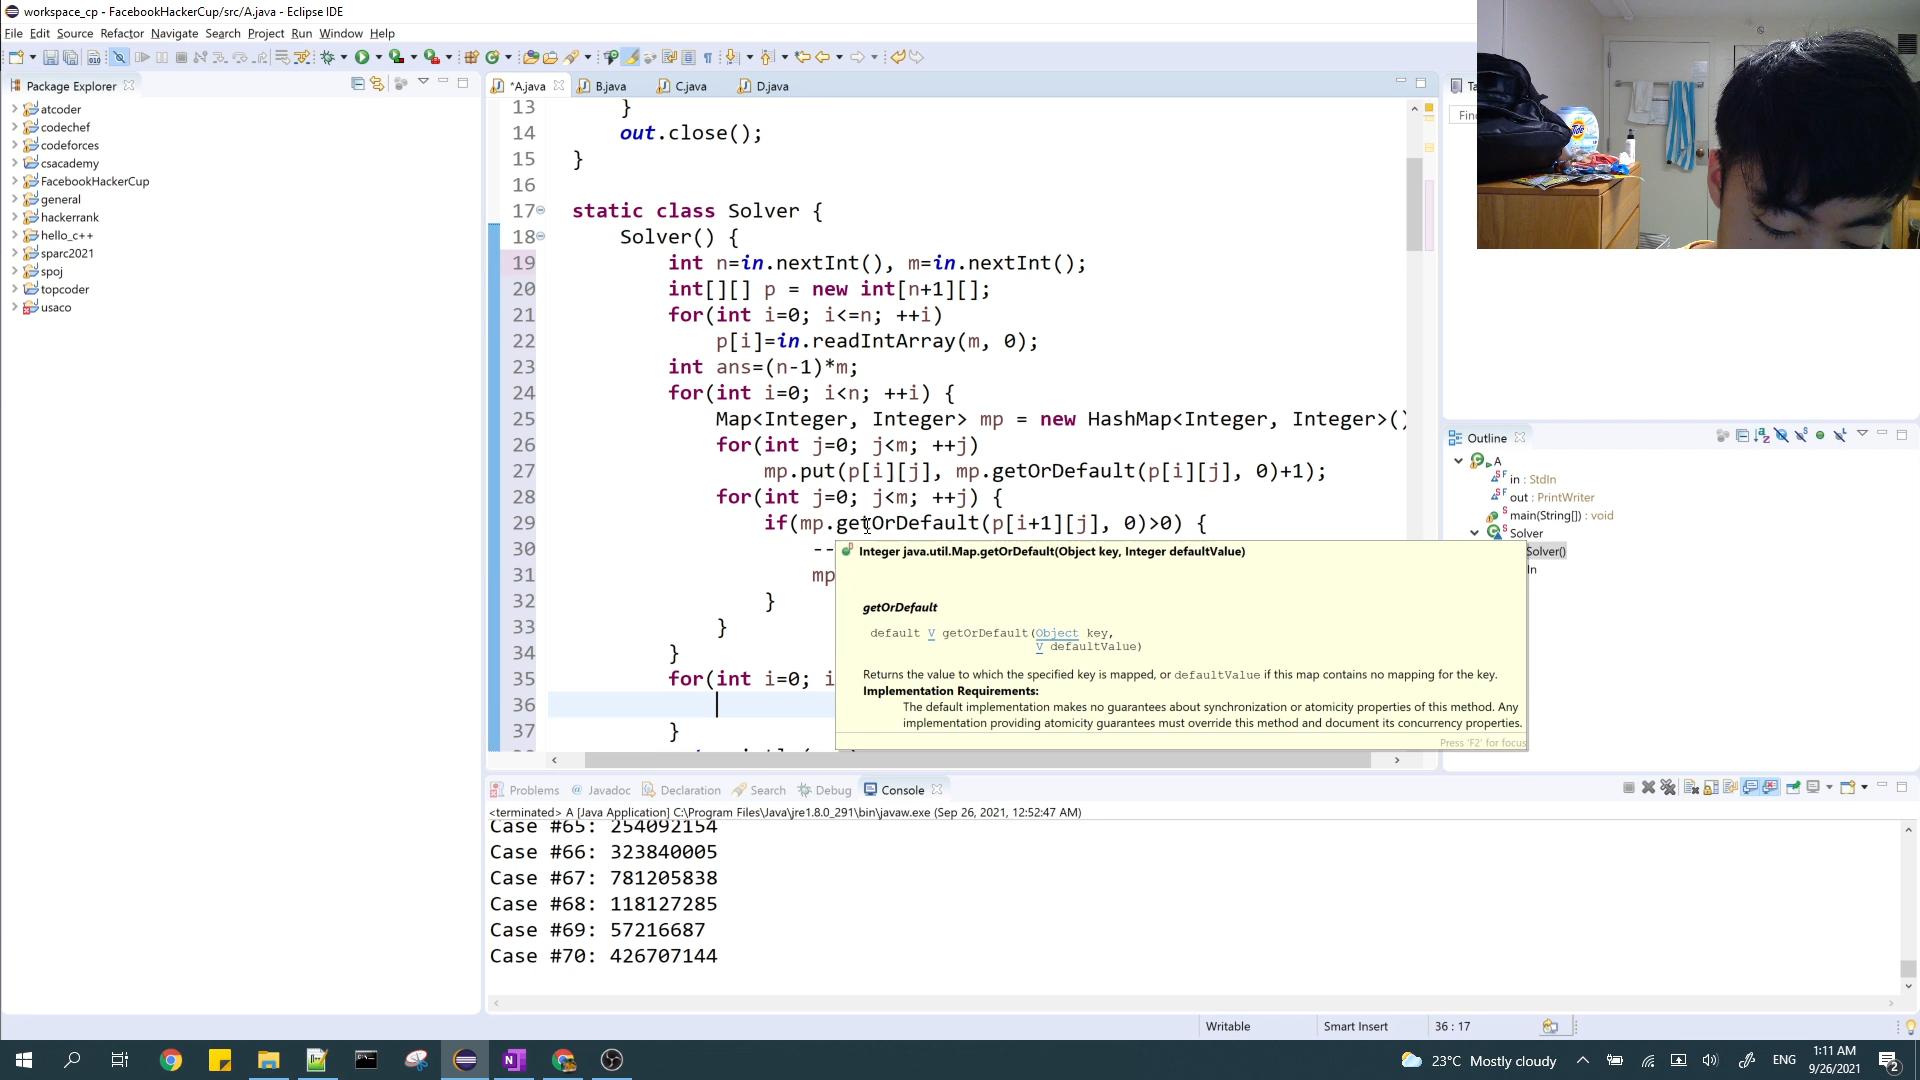 workspace_cp - FacebookHackerCup/src/A.java - Eclipse IDE
File Edit Source Refactor Navigate Search Project Run Window Help
Package Explorer
*A.java B.java C.java D.java
atcoder
codechef
codeforces
csacademy
FacebookHackerCup
general
hackerrank
hello_c++
sparc2021
spoj
topcoder
usaco
13 }
14 out.close();
15 }
16
17 static class Solver {
18 Solver() {
19 int n=in.nextInt(), m=in.nextInt();
20 int[][] p = new int[n+1][];
21 for(int i=0; i<=n; ++i)
22 p[i]=in.readIntArray(m, 0);
23 int ans=(n-1)*m;
24 for(int i=0; i<n; ++i) {
25 Map<Integer, Integer> mp = new HashMap<Integer, Integer>()
26 for(int j=0; j<m; ++j)
27 mp.put(p[i][j], mp.getOrDefault(p[i][j], 0)+1);
28 for(int j=0; j<m; ++j) {
29 if(mp.getOrDefault(p[i+1][j], 0)>0) {
30 --
31 mp
32 }
33 }
34 }
35 for(int i=0; i
36
37 }
Integer java.util.Map.getOrDefault(Object key, Integer defaultValue)
getOrDefault
default V getOrDefault(Object key,
V defaultValue)
Returns the value to which the specified key is mapped, or defaultValue if this map contains no mapping for the key.
Implementation Requirements:
The default implementation makes no guarantees about synchronization or atomicity properties of this method. Any
implementation providing atomicity guarantees must override this method and document its concurrency properties.
Press 'F2' for focus
Tide
Fin
Outline
A
in : StdIn
out : PrintWriter
main(String[]) : void
Solver
Solver()
In
Problems Javadoc Declaration Search Debug Console
<terminated> A [Java Application] C:\Program Files\Java\jre1.8.0_291\bin\javaw.exe (Sep 26, 2021, 12:52:47 AM)
Case #65: 254092154
Case #66: 323840005
Case #67: 781205838
Case #68: 118127285
Case #69: 57216687
Case #70: 426707144
Writable Smart Insert 36 : 17
23°C Mostly cloudy ENG 1:11 AM
9/26/2021
2